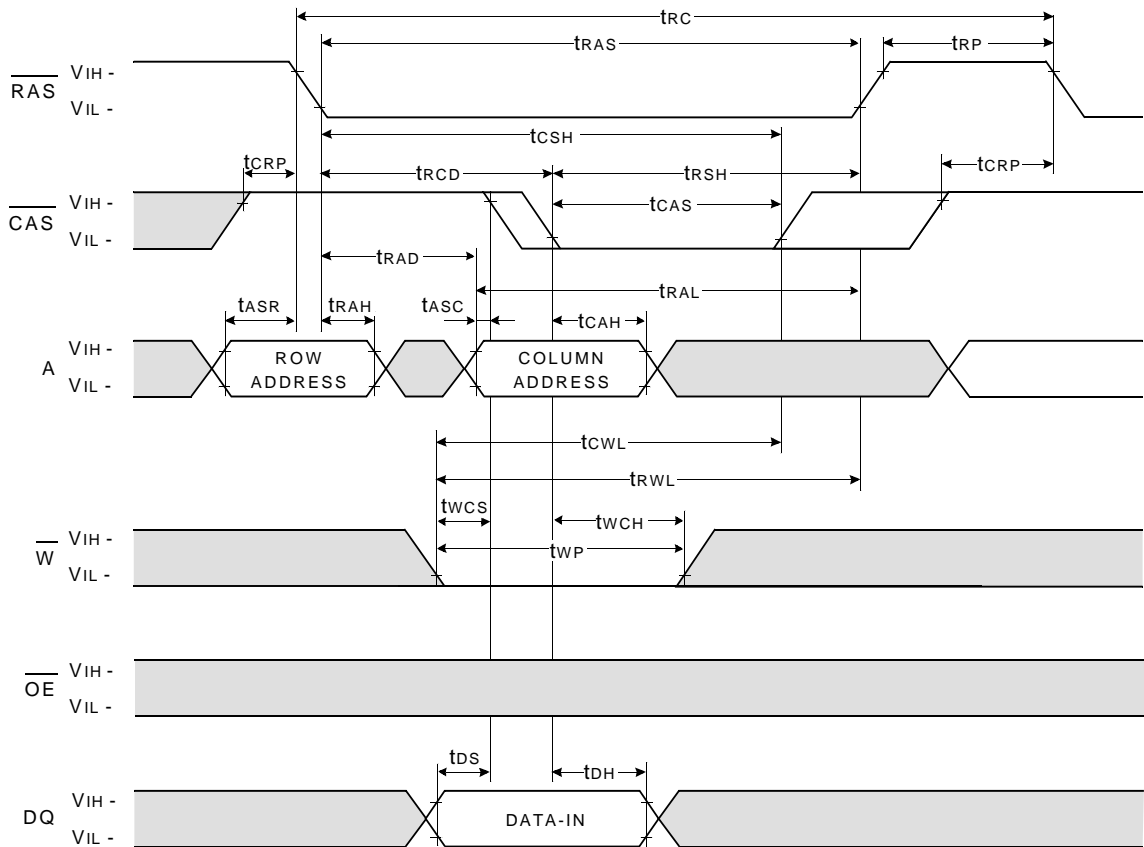 tRC
tRAS
tRP
RAS
VIH -
VIL -
tCSH
tCRP
tRCD
tRSH
tCRP
CAS
VIH -
VIL -
tCAS
tRAD
tRAL
tASR
tRAH
tASC
tCAH
A
VIH -
VIL -
ROW
ADDRESS
COLUMN
ADDRESS
tCWL
tRWL
tWCS
tWCH
W
VIH -
VIL -
tWP
OE
VIH -
VIL -
tDS
tDH
DQ
VIH -
VIL -
DATA-IN